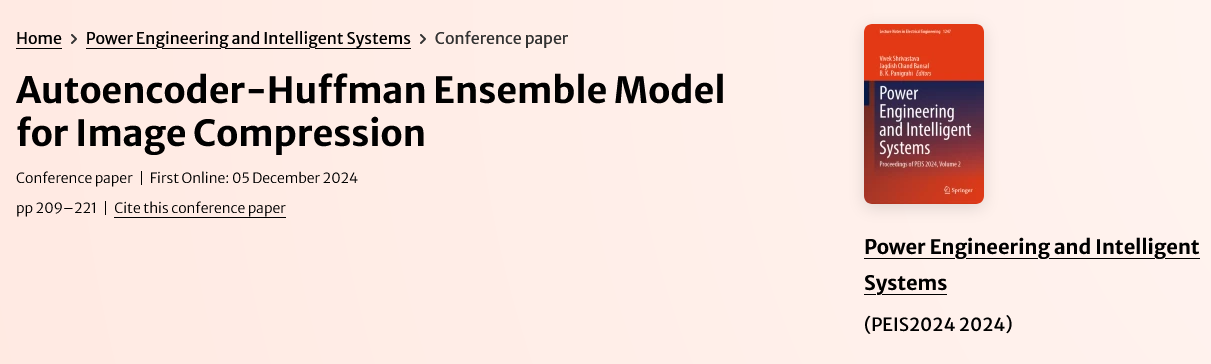 Home > Power Engineering and Intelligent Systems > Conference paper
Autoencoder-Huffman Ensemble Model
for Image Compression
Conference paper | First Online: 05 December 2024
pp 209–221 | Cite this conference paper
Lecture Notes in Electrical Engineering 1247
Vivek Shrivastava
Jagdish Chand Bansal
B. K. Panigrahi Editors
Power
Engineering
and Intelligent
Systems
Proceedings of PEIS 2024, Volume 2
Springer
Power Engineering and Intelligent
Systems
(PEIS2024 2024)